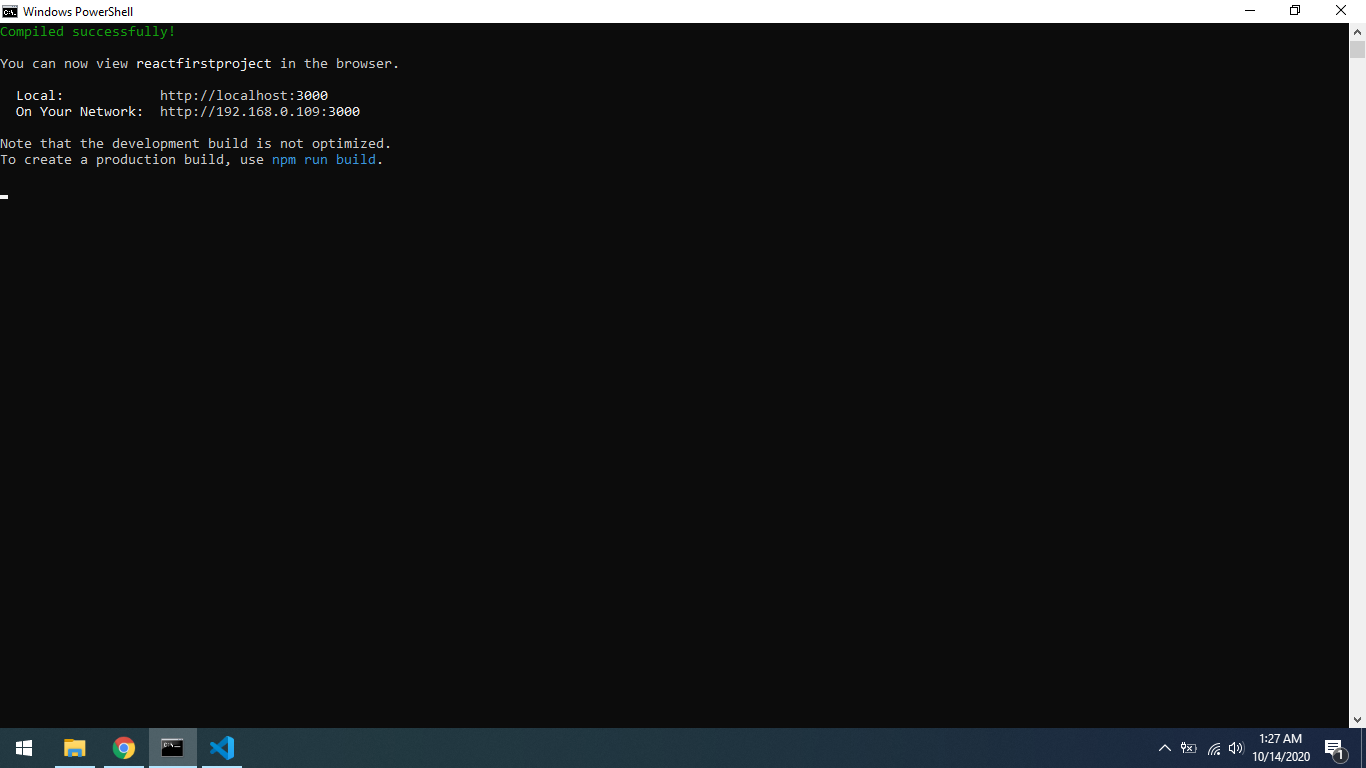 Windows PowerShell
Compiled successfully!
You can now view reactfirstproject in the browser.
Local: http://localhost:3000
On Your Network: http://192.168.0.109:3000
Note that the development build is not optimized.
To create a production build, use npm run build.
1:27 AM
10/14/2020
1